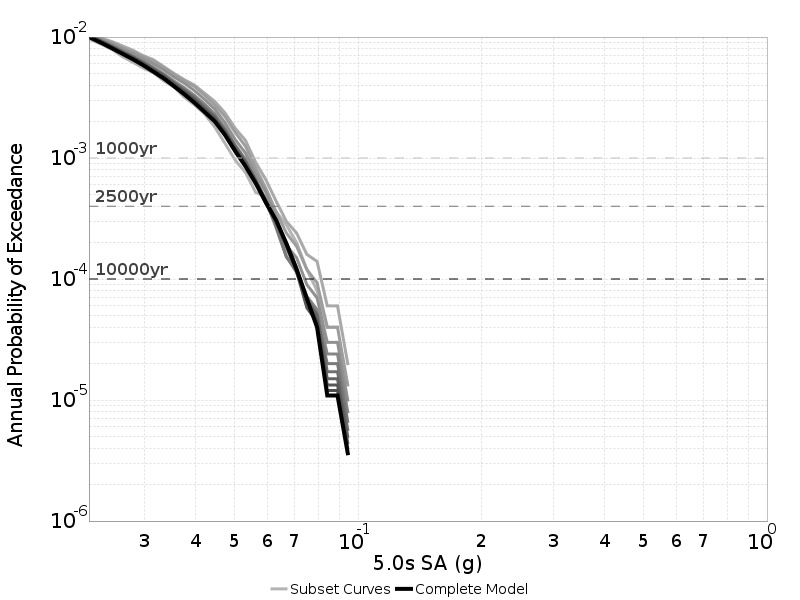 10-2
10-3
10-4
10-5
10-6
Annual Probability of Exceedance
1000yr
2500yr
10000yr
3 4 5 6 7 10-1 2 3 4 5 6 7 100
5.0s SA (g)
Subset Curves Complete Model